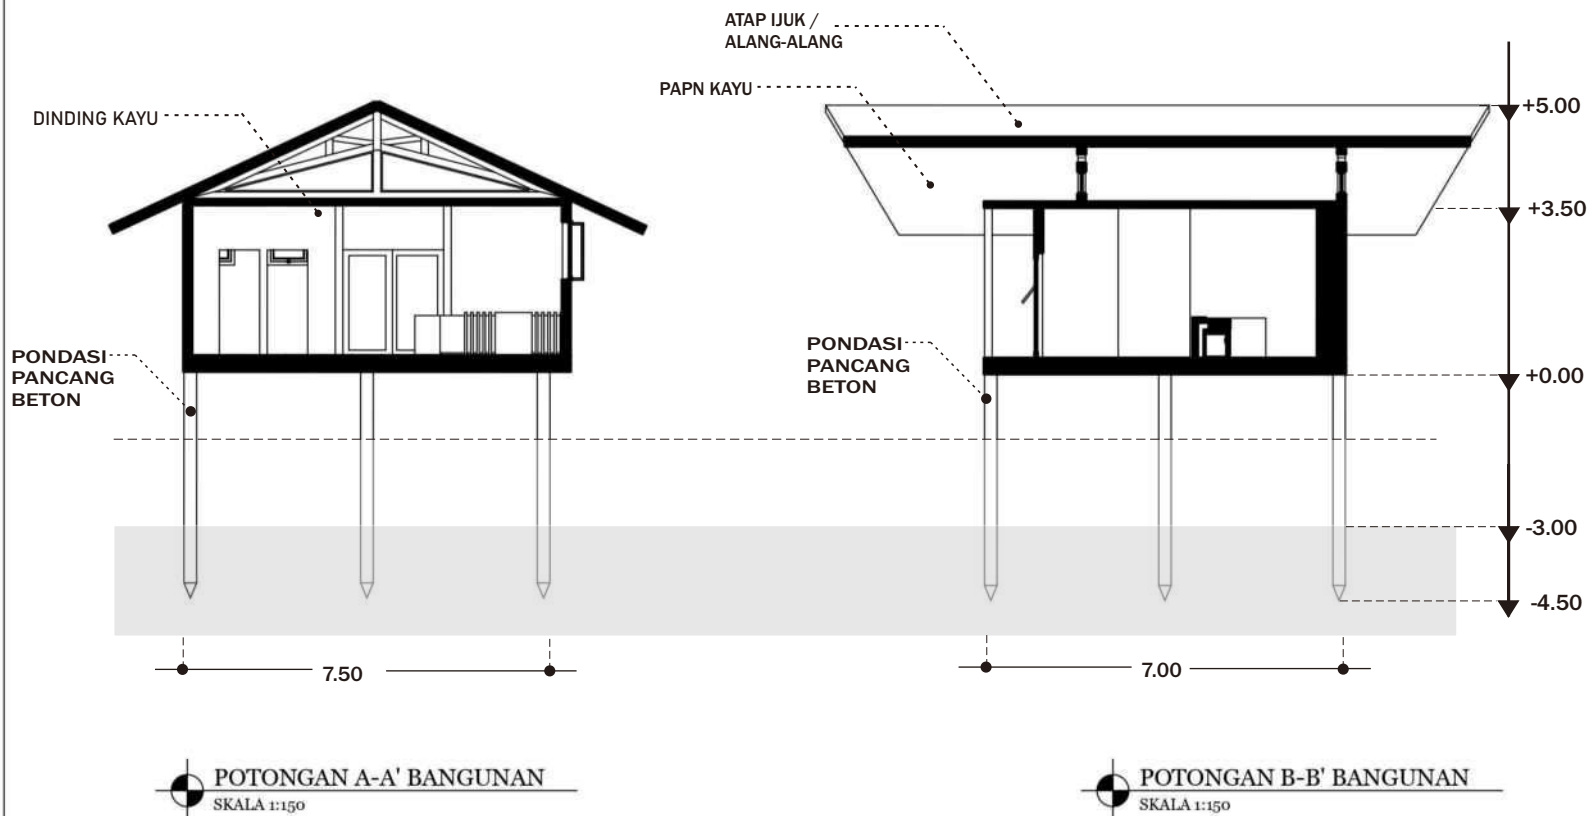 ATAP IJUK /
ALANG-ALANG
PAPN KAYU
DINDING KAYU
+5.00
+3.50
PONDASI
PANCANG
BETON
PONDASI
PANCANG
BETON
+0.00
-3.00
-4.50
7.50
7.00
POTONGAN A-A' BANGUNAN
SKALA 1:150
POTONGAN B-B' BANGUNAN
SKALA 1:150